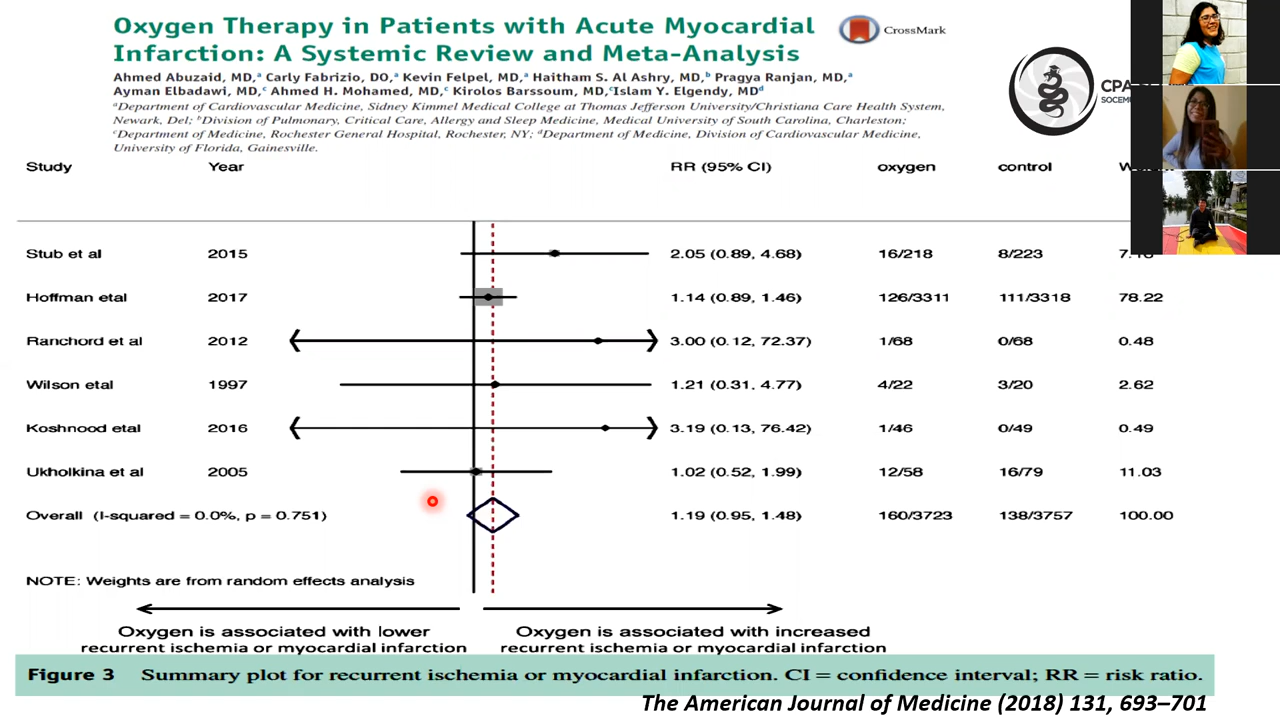 Oxygen Therapy in Patients with Acute Myocardial
Infarction: A Systemic Review and Meta-Analysis
CrossMark
Ahmed Abuzaid, MD,a Carly Fabrizio, DO,a Kevin Felpel, MD,a Haitham S. Al Ashry, MD,b Pragya Ranjan, MD,a
Ayman Elbadawi, MD,c Ahmed H. Mohamed, MD,c Kirolos Barssoum, MD,cIslam Y. Elgendy, MDd
aDepartment of Cardiovascular Medicine, Sidney Kimmel Medical College at Thomas Jefferson University/Christiana Care Health System,
Newark, Del; bDivision of Pulmonary, Critical Care, Allergy and Sleep Medicine, Medical University of South Carolina, Charleston;
cDepartment of Medicine, Rochester General Hospital, Rochester, NY; dDepartment of Medicine, Division of Cardiovascular Medicine,
University of Florida, Gainesville.
Study Year RR (95% CI) oxygen control
Stub et al 2015 2.05 (0.89, 4.68) 16/218 8/223
Hoffman etal 2017 1.14 (0.89, 1.46) 126/3311 111/3318 78.22
Ranchord et al 2012 3.00 (0.12, 72.37) 1/68 0/68 0.48
Wilson etal 1997 1.21 (0.31, 4.77) 4/22 3/20 2.62
Koshnood etal 2016 3.19 (0.13, 76.42) 1/46 0/49 0.49
Ukholkina et al 2005 1.02 (0.52, 1.99) 12/58 16/79 11.03
Overall (I-squared = 0.0%, p = 0.751) 1.19 (0.95, 1.48) 160/3723 138/3757 100.00
NOTE: Weights are from random effects analysis
Oxygen is associated with lower
recurrent ischemia or myocardial infarction
Oxygen is associated with increased
recurrent ischemia or myocardial infarction
Figure 3 Summary plot for recurrent ischemia or myocardial infarction. CI = confidence interval; RR = risk ratio.
The American Journal of Medicine (2018) 131, 693–701